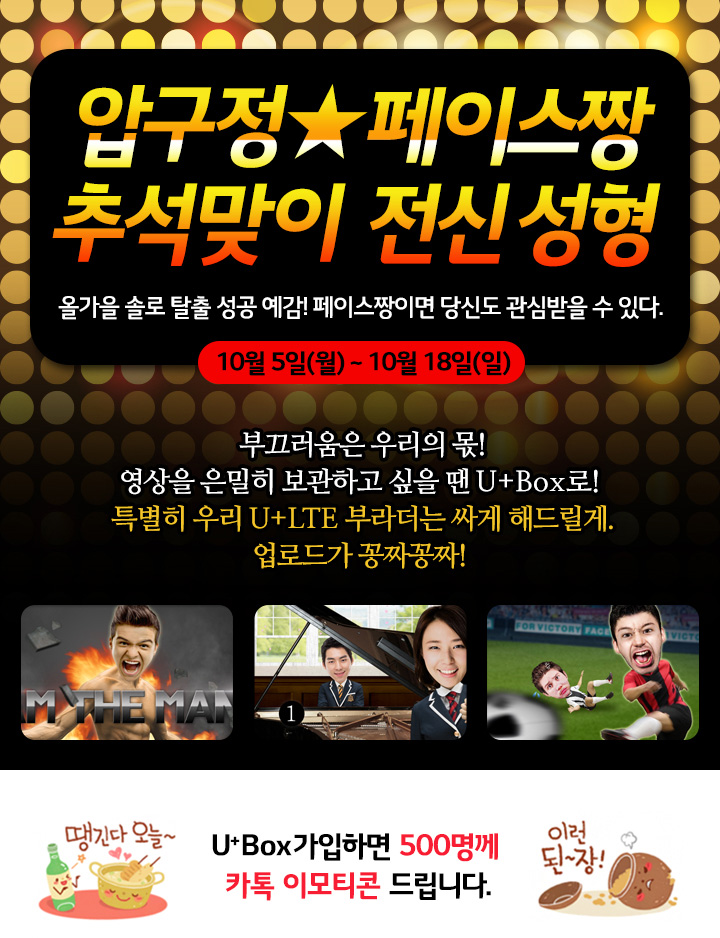 압구정★페이스짱
추석맞이 전신 성형
올가을 솔로 탈출 성공 예감! 페이스짱이면 당신도 관심받을 수 있다.
10월 5일(월) ~ 10월 18일(일)
부끄러움은 우리의 몫!
영상을 은밀히 보관하고 싶을 땐 U+Box로!
특별히 우리 U+LTE 부라더는 싸게 해드릴게.
업로드가 꽁짜꽁짜!
M THE MAN
1
FOR VICTORY FACE
VICTO
땡긴다 오늘~
U+Box가입하면 500명께
카톡 이모티콘 드립니다.
이런
된~장!